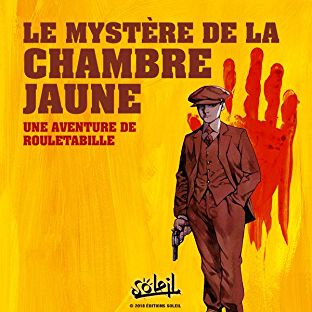 LE MYSTÈRE DE LA
CHAMBRE
JAUNE
UNE AVENTURE DE
ROULETABILLE
SOLEIL
© 2018 ÉDITIONS SOLEIL